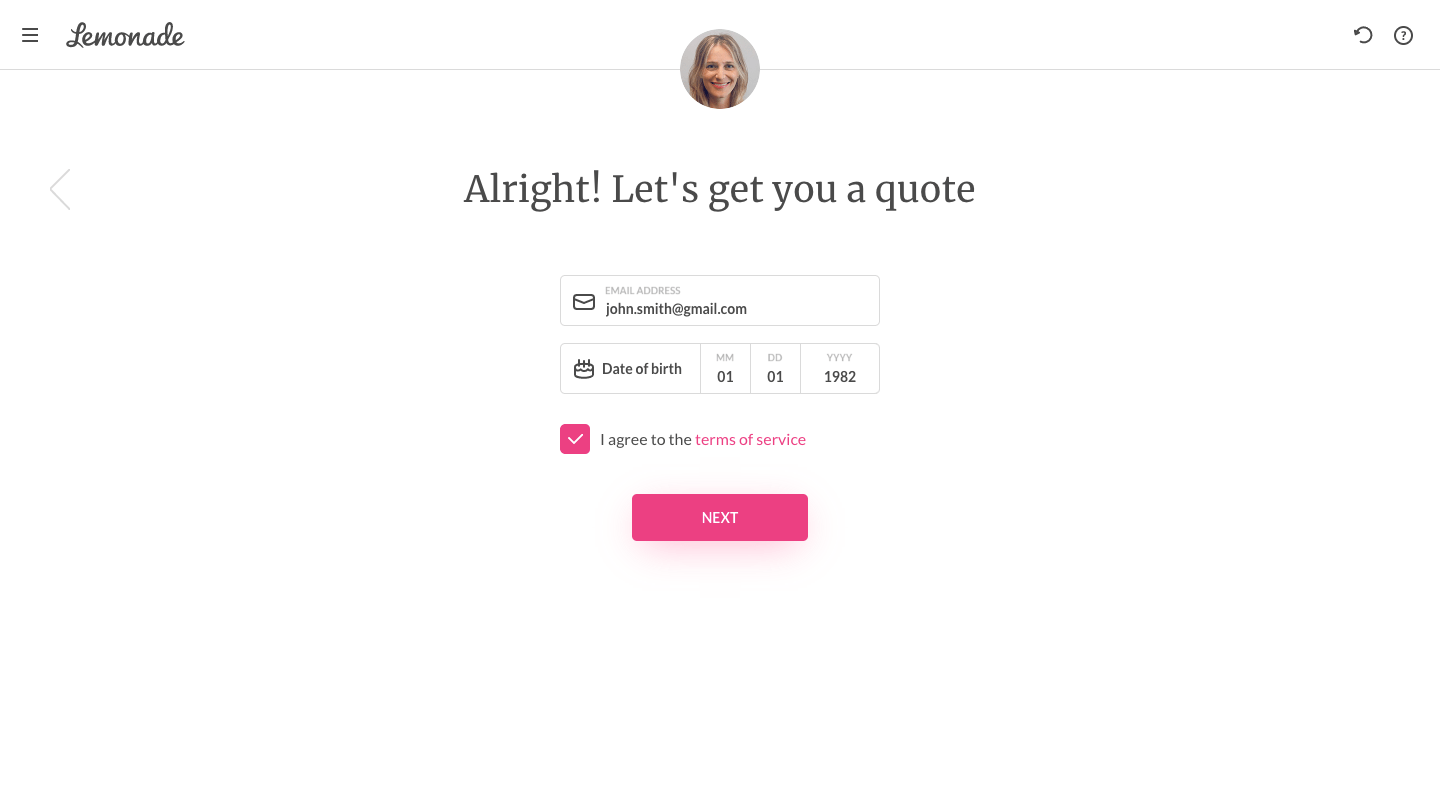 Lemonade
?
Alright! Let's get you a quote
EMAIL ADDRESS
john.smith@gmail.com
Date of birth
MM
01
DD
01
YYYY
1982
I agree to the terms of service
NEXT